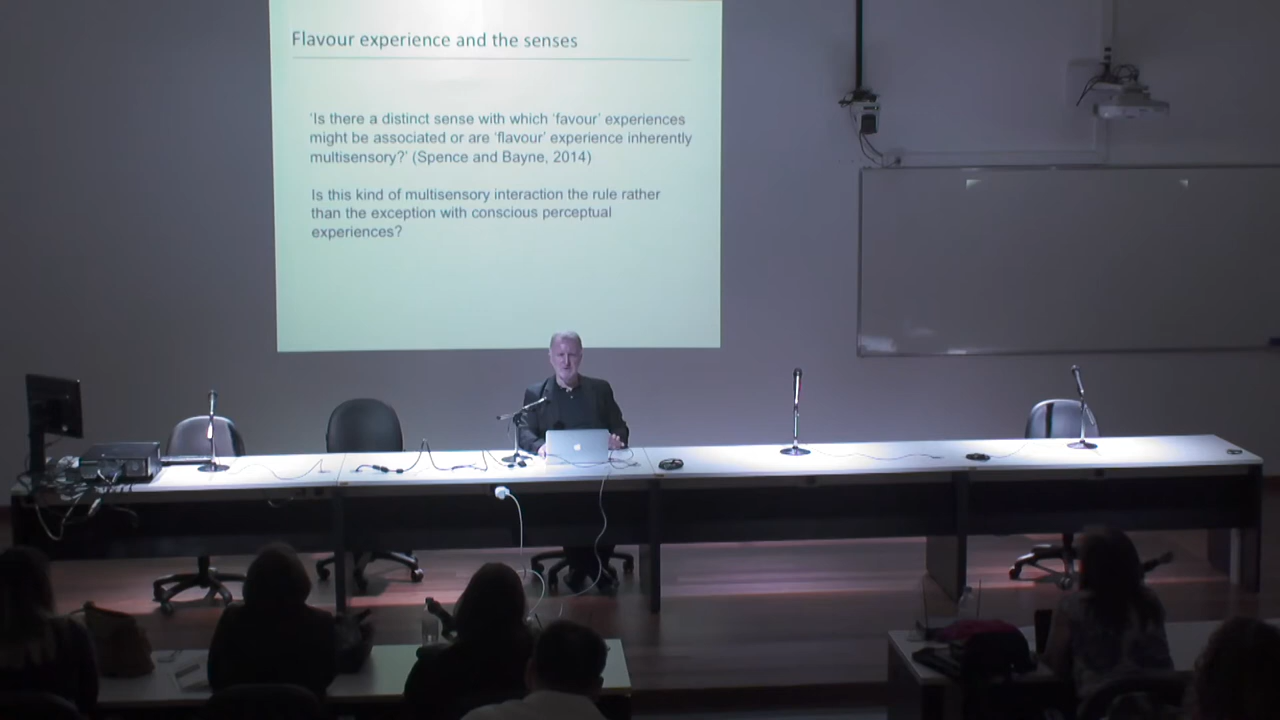 Flavour experience and the senses
‘Is there a distinct sense with which ‘favour’ experiences
might be associated or are ‘flavour’ experience inherently
multisensory?’ (Spence and Bayne, 2014)
Is this kind of multisensory interaction the rule rather
than the exception with conscious perceptual
experiences?